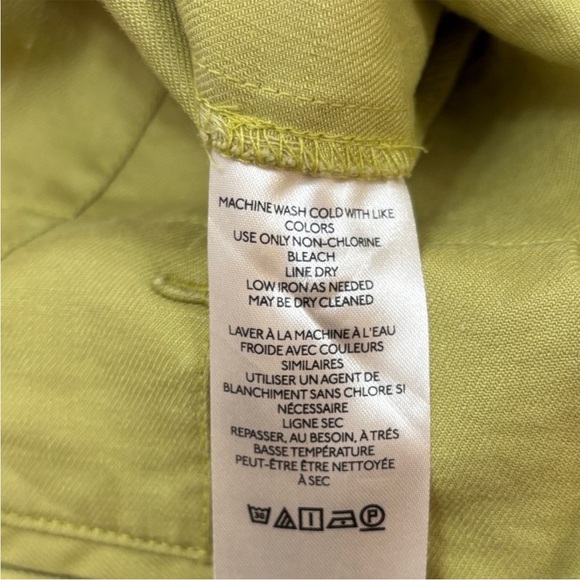 MACHINE WASH COLD WITH LIKE
COLORS
USE ONLY NON-CHLORINE
BLEACH
LINE DRY
LOW IRON AS NEEDED
MAY BE DRY CLEANED
LAVER À LA MACHINE À L'EAU
FROIDE AVEC COULEURS
SIMILAIRES
UTILISER UN AGENT DE
BLANCHIMENT SANS CHLORE SI
NÉCESSAIRE
LIGNE SEC
REPASSER, AU BESOIN, À TRÉS
BASSE TEMPÉRATURE
PEUT-ÊTRE ÊTRE NETTOYÉE
À SEC
30 P